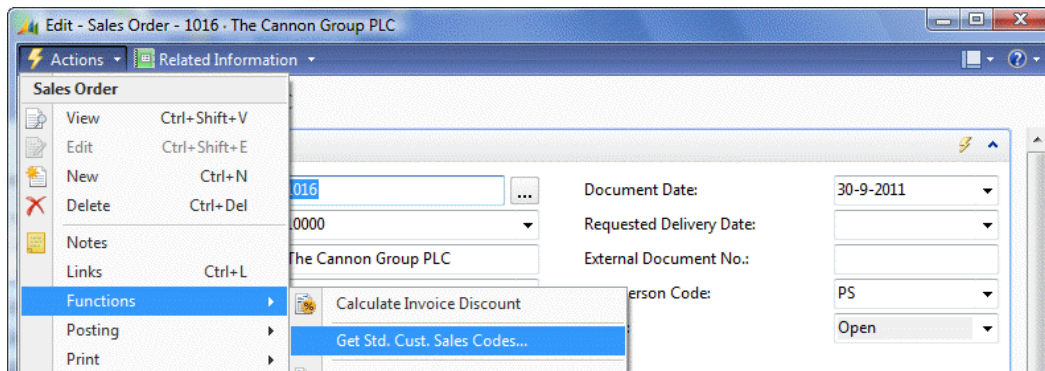 Edit - Sales Order - 1016 · The Cannon Group PLC
Actions Related Information
Sales Order
View Ctrl+Shift+V
Edit Ctrl+Shift+E
New Ctrl+N
Delete Ctrl+Del
Notes
Links Ctrl+L
Functions
Posting
Print
Calculate Invoice Discount
Get Std. Cust. Sales Codes...
1016 ...
Document Date: 30-9-2011
10000
Requested Delivery Date:
The Cannon Group PLC
External Document No.:
erson Code: PS
Open